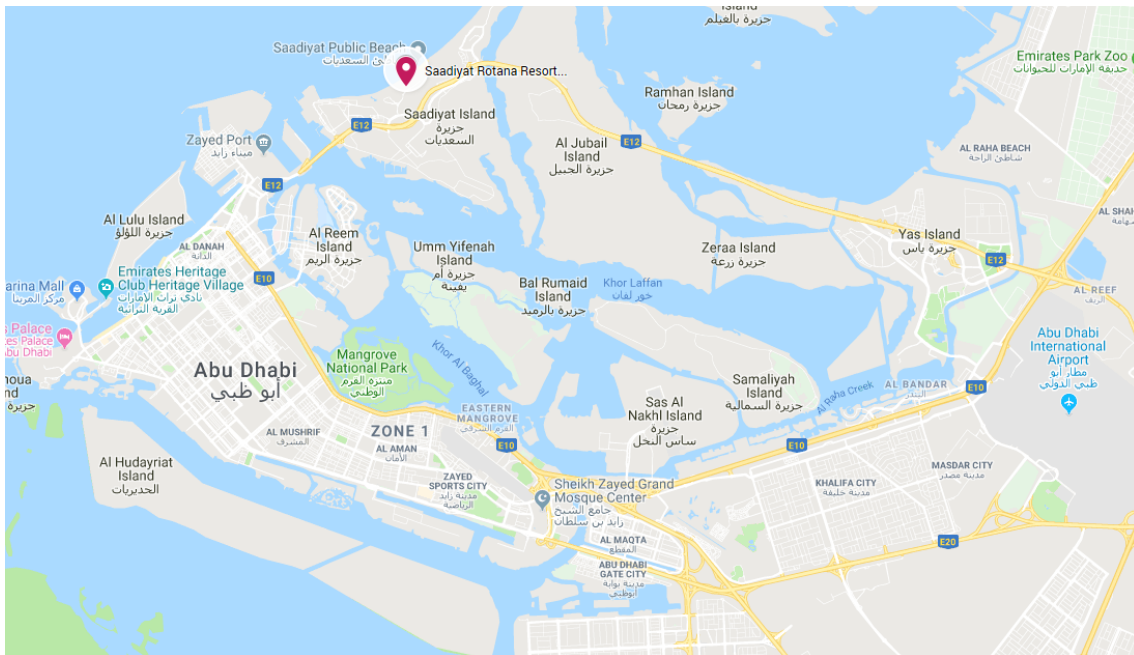 Island
جزيرة بالغيلم
Saadiyat Public Beach
شاطئ السعديات
Saadiyat Rotana Resort...
Emirates Park Zoo
حديقة الإمارات للحيوانات
Ramhan Island
جزيرة رمحان
Saadiyat Island
جزيرة
السعديات
E12
Zayed Port
ميناء زايد
Al Jubail
Island
جزيرة الجبيل
E12
AL RAHA BEACH
شاطئ الراحة
E12
Al Lulu Island
جزيرة اللؤلؤ
AL DANAH
الدانة
Al Reem
Island
جزيرة الريم
Umm Yifenah
Island
جزيرة أم
يفينة
Zeraa Island
جزيرة زرعة
Yas Island
جزيرة ياس
AL SHAH
شهامة
E12
Emirates Heritage
Club Heritage Village
نادي تراث الامارات
القرية التراثية
E10
Bal Rumaid
Island
جزيرة بالرميد
Khor Laffan
خور لفان
AL REEF
الريف
arina Mall
مركز المرينا
s Palace
tes Palace
Abu Dhabi
Abu Dhabi
International
Airport
مطار أبو
ظبي الدولي
Mangrove
National Park
منتزه القرم
الوطني
Khor Al Baghal
Abu Dhabi
أبو ظبي
noua
nd
جزيرة
Samaliyah
Island
جزيرة السمالية
Al Raha Creek
AL BANDAR
البندر
E10
EASTERN
MANGROVE
القرم الشرقي
Sas Al
Nakhl Island
جزيرة
ساس النخل
AL MUSHRIF
المشرف
ZONE 1
AL AMAN
الأمان
E10
E10
Al Hudayriat
Island
الحديريات
ZAYED
SPORTS CITY
مدينة زايد
الرياضية
Sheikh Zayed Grand
Mosque Center
جامع الشيخ
زايد بن سلطان
KHALIFA CITY
مدينة خليفة
MASDAR CITY
مدينة مصدر
AL MAQTA
المقطع
E20
ABU DHABI
GATE CITY
مدينة بوابة
أبوظبي